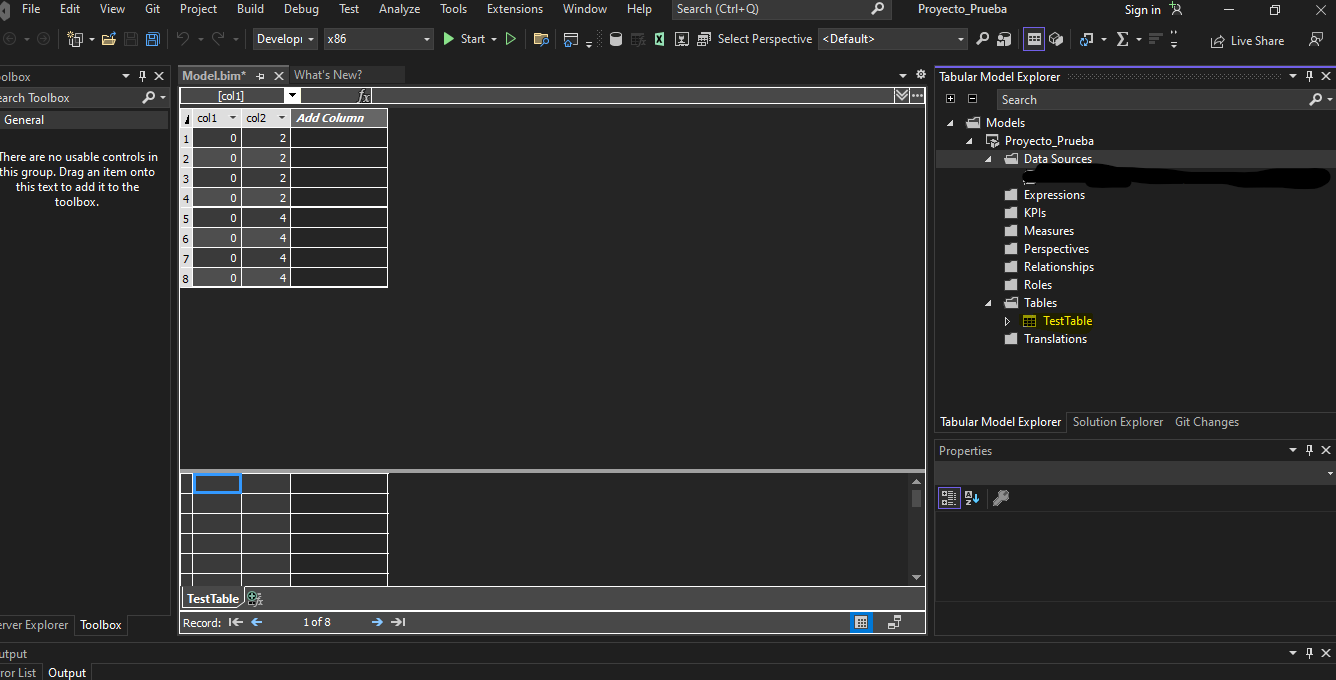 File Edit View Git Project Build Debug Test Analyze Tools Extensions Window Help Search (Ctrl+Q) Proyecto_Prueba Sign in
Developi x86 Start Select Perspective <Default> Live Share
oolbox
earch Toolbox
General
There are no usable controls in
this group. Drag an item onto
this text to add it to the
toolbox.
erver Explorer Toolbox
Model.bim* What's New?
[col1] fx
col1 col2 Add Column
1 0 2
2 0 2
3 0 2
4 0 2
5 0 4
6 0 4
7 0 4
8 0 4
TestTable
Record: 1 of 8
Tabular Model Explorer
Search
Models
Proyecto_Prueba
Data Sources
Expressions
KPIs
Measures
Perspectives
Relationships
Roles
Tables
TestTable
Translations
Tabular Model Explorer Solution Explorer Git Changes
Properties
utput
ror List Output